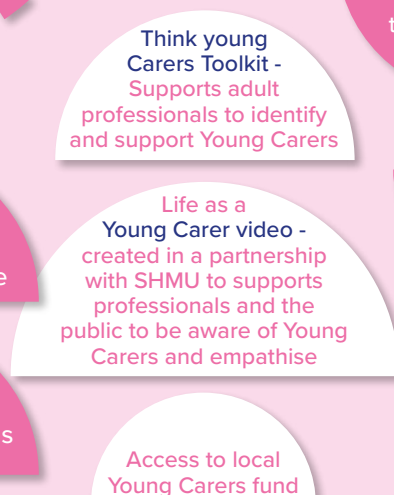 Think young
Carers Toolkit -
Supports adult
professionals to identify
and support Young Carers
Life as a
Young Carer video -
created in a partnership
with SHMU to supports
professionals and the
public to be aware of Young
Carers and empathise
Access to local
Young Carers fund